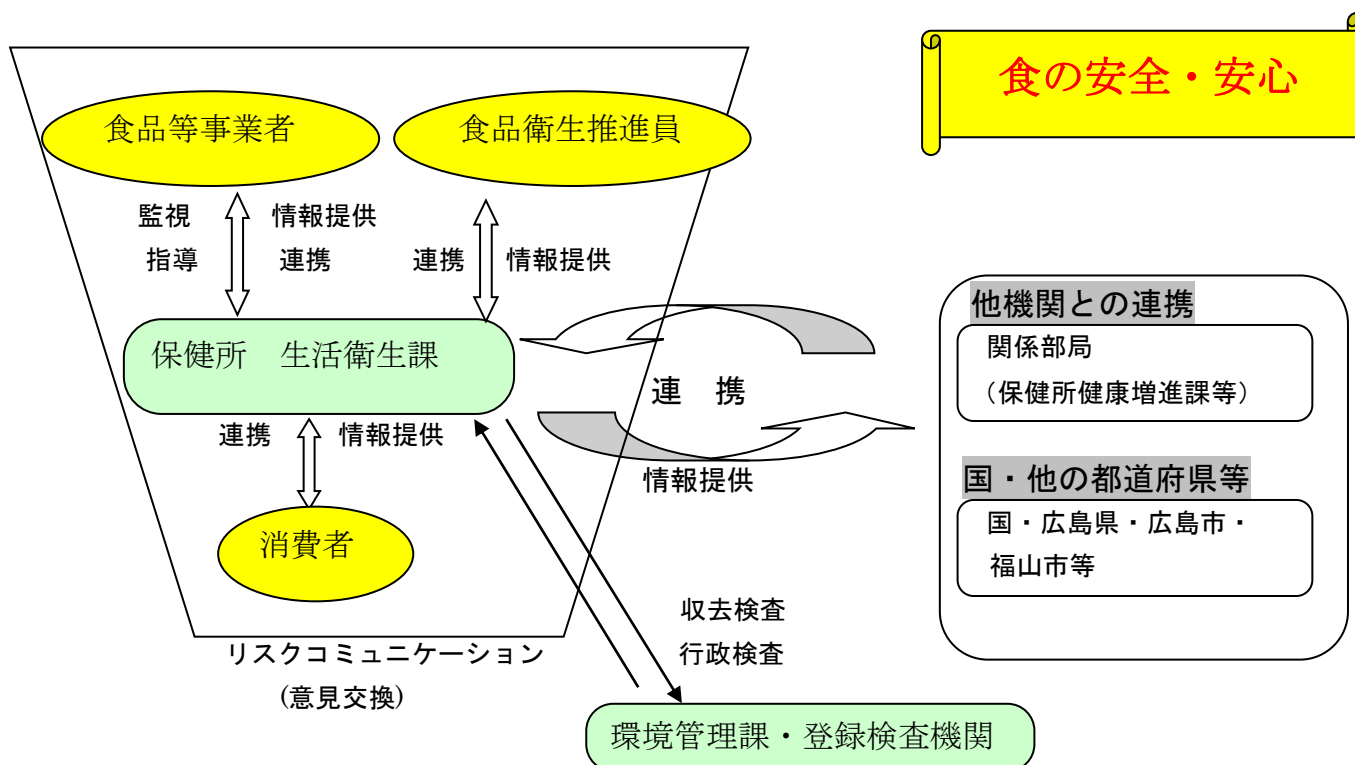 食の安全・安心
食品等事業者
食品衛生推進員
監視
情報提供
指導
連携
連携
情報提供
保健所　生活衛生課
連携
情報提供
消費者
リスクコミュニケーション
(意見交換)
連　携
情報提供
他機関との連携
関係部局
（保健所健康増進課等）
国・他の都道府県等
国・広島県・広島市・
福山市等
収去検査
行政検査
環境管理課・登録検査機関